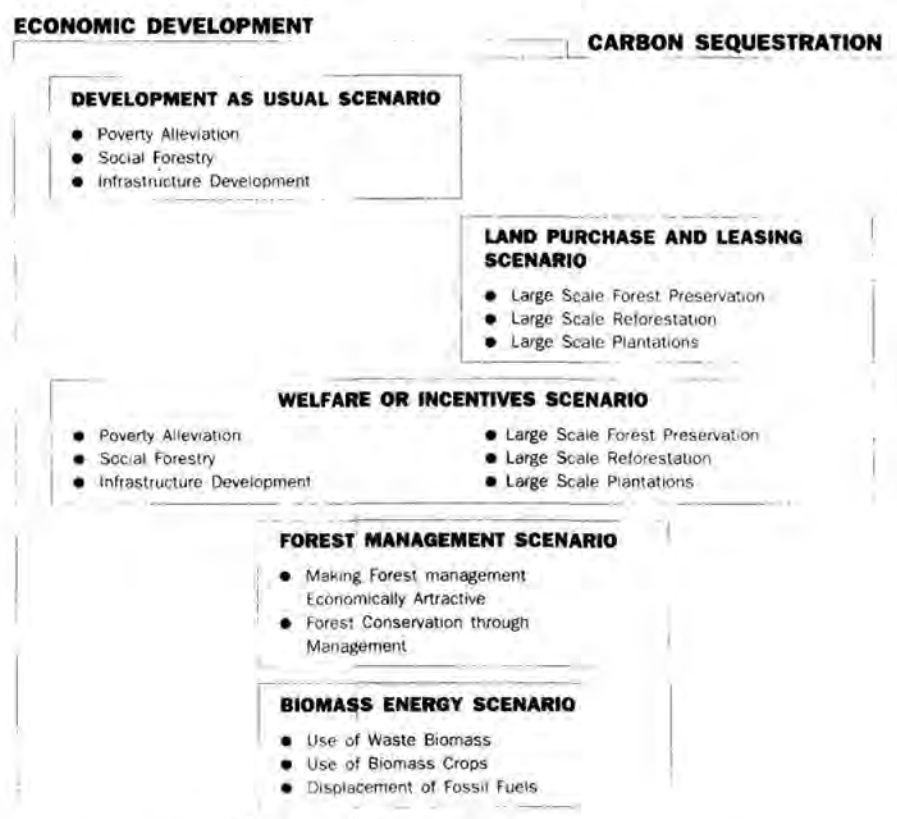 ECONOMIC DEVELOPMENT
CARBON SEQUESTRATION
DEVELOPMENT AS USUAL SCENARIO
● Poverty Alleviation
● Social Forestry
● Infrastructure Development
LAND PURCHASE AND LEASING
SCENARIO
● Large Scale Forest Preservation
● Large Scale Reforestation
● Large Scale Plantations
WELFARE OR INCENTIVES SCENARIO
● Poverty Alleviation
● Social Forestry
● Infrastructure Development
● Large Scale Forest Preservation
● Large Scale Reforestation
● Large Scale Plantations
FOREST MANAGEMENT SCENARIO
● Making Forest management
Economically Artractive
● Forest Conservation through
Management
BIOMASS ENERGY SCENARIO
● Use of Waste Biomass
● Use of Biomass Crops
● Displacement of Fossil Fuels